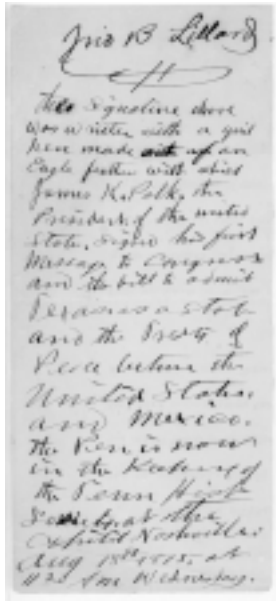 Jno B Lillard
The Signature above
was written with a quil
Pen made out of an
Eagle feather with which
James K. Polk, the
President of the united
State, Signed his first
Message to Congress
and the bill to admit
Texas as a State
and the Treaty of
Peace between the
United States
and Mexico.
the Pen is now
in the Keeping of
the Tenn Hist
Society at the
Capitol Nashville
Aug 18th at
Wednesday.